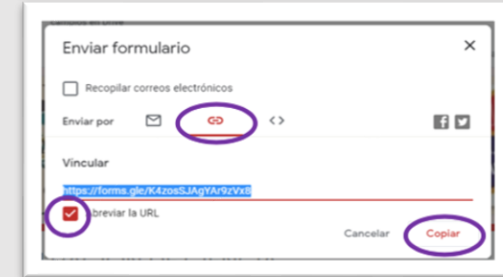 Enviar formulario
Recopilar correos electrónicos
Enviar por
Vincular
https://forms.gle/K4zosSJAgYAr9zVx8
Abreviar la URL
Cancelar
Copiar